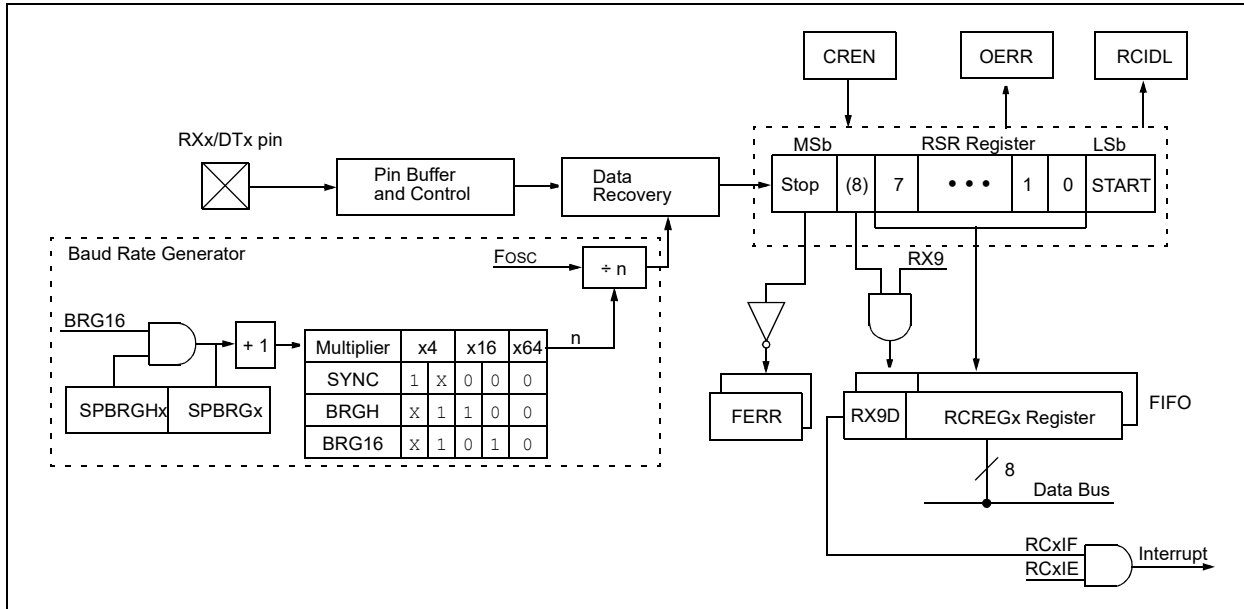 CREN OERR RCIDL
RXx/DTx pin
MSb RSR Register LSb
Pin Buffer
and Control
Data
Recovery
Stop (8) 7 • • • 1 0 START
Baud Rate Generator
FOSC
÷ n
RX9
BRG16
+ 1
n
Multiplier x4 x16 x64
SYNC 1 X 0 0 0
BRGH X 1 1 0 0
BRG16 X 1 0 1 0
SPBRGHx SPBRGx
FERR
RX9D RCREGx Register
FIFO
8
Data Bus
RCxIF
RCxIE
Interrupt